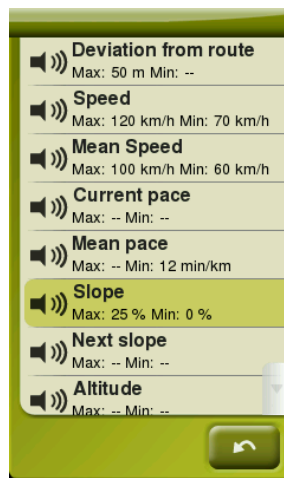 Deviation from route
Max: 50 m Min: --
Speed
Max: 120 km/h Min: 70 km/h
Mean Speed
Max: 100 km/h Min: 60 km/h
Current pace
Max: -- Min: --
Mean pace
Max: -- Min: 12 min/km
Slope
Max: 25 % Min: 0 %
Next slope
Max: -- Min: --
Altitude
Max: -- Min: --